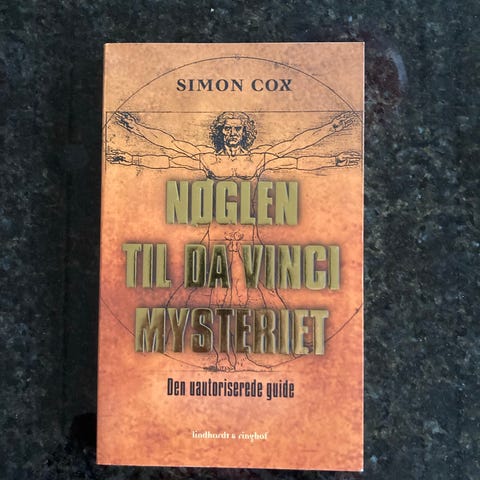 SIMON COX
NØGLEN
TIL DA VINCI
MYSTERIET
Den uautoriserede guide
lindhardt & ringhof